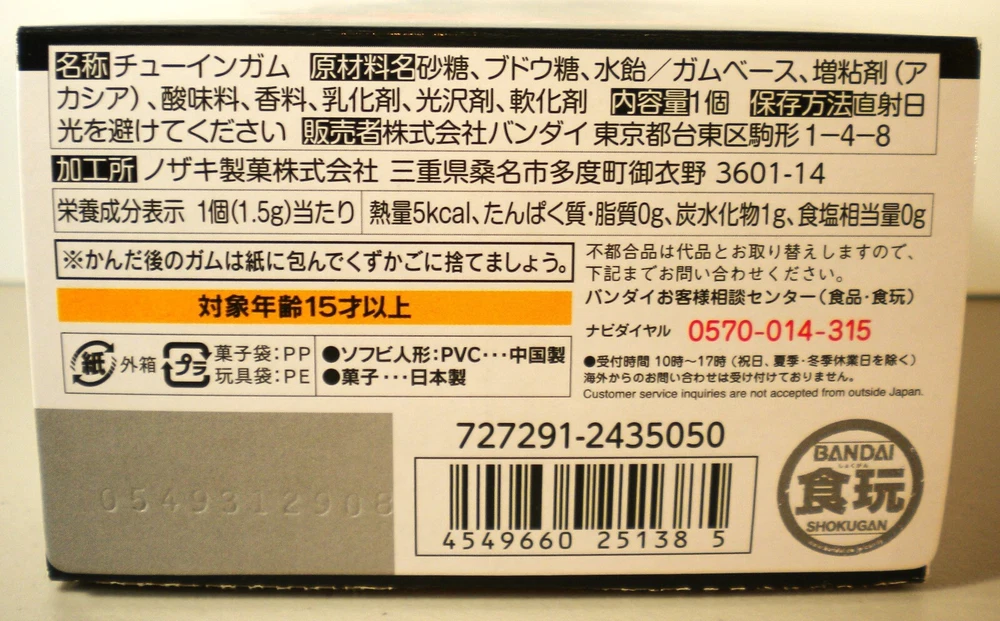 名称 チューインガム 原材料名 砂糖、ブドウ糖、水飴／ガムベース、増粘剤（ア
カシア）、酸味料、香料、乳化剤、光沢剤、軟化剤 内容量 1個 保存方法 直射日
光を避けてください 販売者 株式会社バンダイ 東京都台東区駒形1－4－8
加工所 ノザキ製菓株式会社 三重県桑名市多度町御衣野 3601-14
栄養成分表示 1個(1.5g)当たり 熱量5kcal、たんぱく質・脂質0g、炭水化物1g、食塩相当量0g
※かんだ後のガムは紙に包んでくずかごに捨てましょう。
対象年齢15才以上
紙 外箱 プラ 菓子袋：PP
玩具袋：PE
●ソフビ人形：PVC･･･中国製
●菓子･･･日本製
不都合品は代品とお取り替えしますので、
下記までお問い合わせください。
バンダイお客様相談センター（食品・食玩）
ナビダイヤル 0570-014-315
●受付時間 10時～17時（祝日、夏季・冬季休業日を除く）
海外からのお問い合わせは受け付けておりません。
Customer service inquiries are not accepted from outside Japan.
0549312908
727291-2435050
4549660 25138 5
BANDAI
しょくがん
食玩
SHOKUGAN